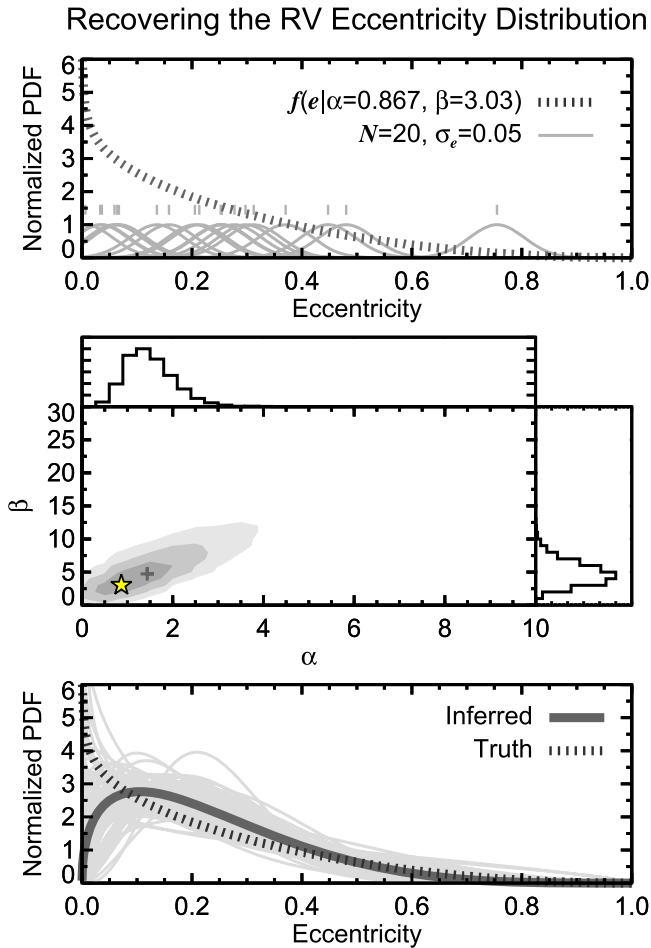 Recovering the RV Eccentricity Distribution
Normalized PDF
6
5
4
3
2
1
0
f(e|α=0.867, β=3.03)
N=20, σe=0.05
0.0 0.2 0.4 0.6 0.8 1.0
Eccentricity
β
30
25
20
15
10
5
0
0 2 4 6 8 10
α
Normalized PDF
6
5
4
3
2
1
0
Inferred
Truth
0.0 0.2 0.4 0.6 0.8 1.0
Eccentricity